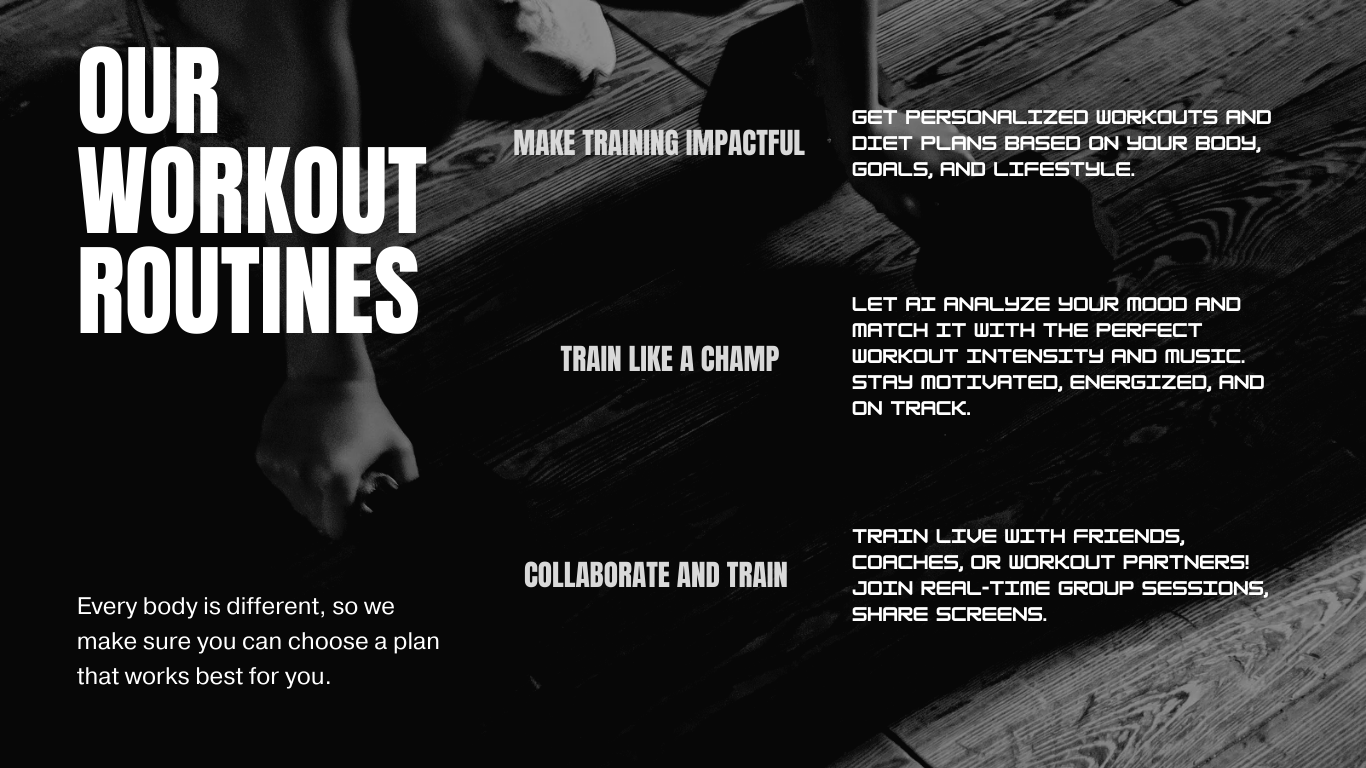 OUR
WORKOUT
ROUTINES
Every body is different, so we
make sure you can choose a plan
that works best for you.
MAKE TRAINING IMPACTFUL
GET PERSONALIZED WORKOUTS AND
DIET PLANS BASED ON YOUR BODY,
GOALS, AND LIFESTYLE.
TRAIN LIKE A CHAMP
LET AI ANALYZE YOUR MOOD AND
MATCH IT WITH THE PERFECT
WORKOUT INTENSITY AND MUSIC.
STAY MOTIVATED, ENERGIZED, AND
ON TRACK.
COLLABORATE AND TRAIN
TRAIN LIVE WITH FRIENDS,
COACHES, OR WORKOUT PARTNERS!
JOIN REAL-TIME GROUP SESSIONS,
SHARE SCREENS.